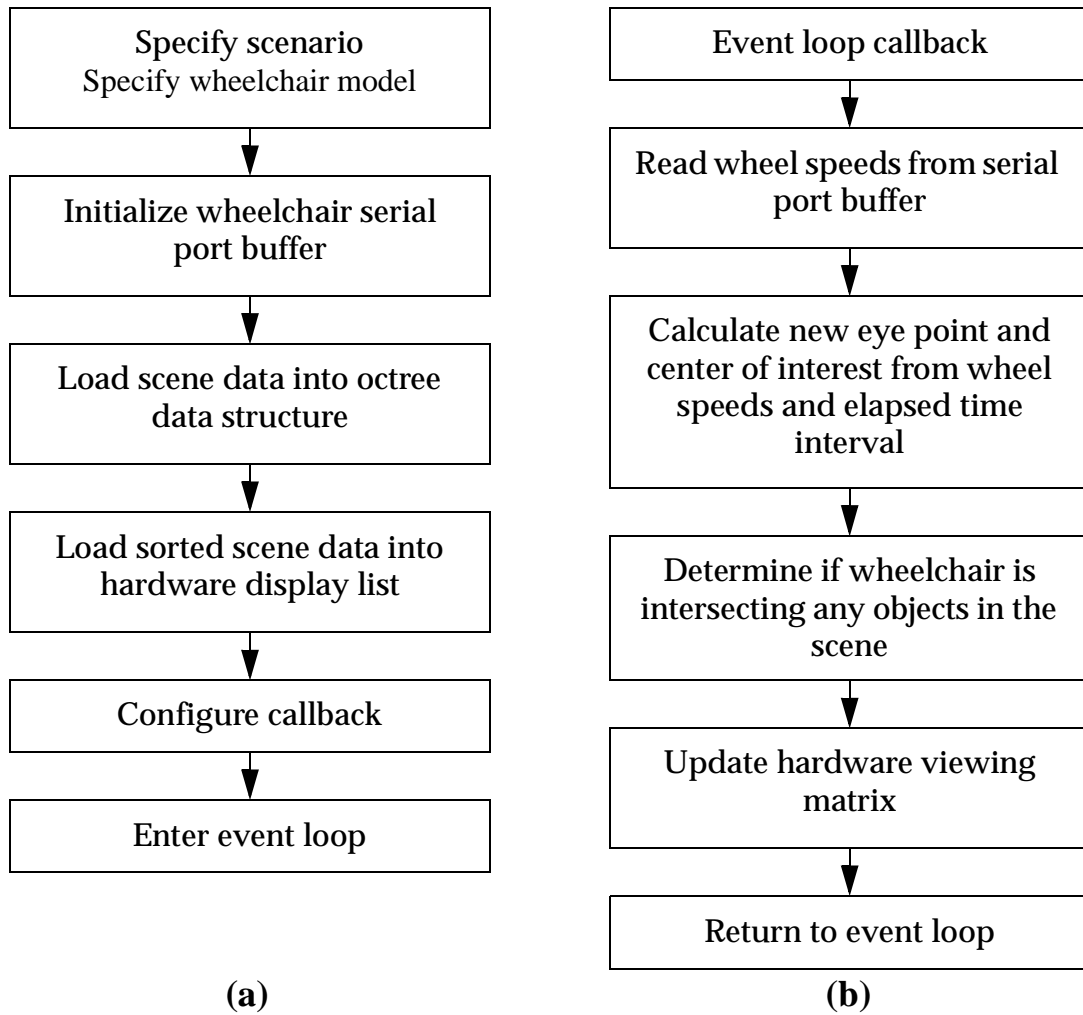 Specify scenario
Specify wheelchair model
Initialize wheelchair serial
port buffer
Load scene data into octree
data structure
Load sorted scene data into
hardware display list
Configure callback
Enter event loop
(a)
Event loop callback
Read wheel speeds from serial
port buffer
Calculate new eye point and
center of interest from wheel
speeds and elapsed time
interval
Determine if wheelchair is
intersecting any objects in the
scene
Update hardware viewing
matrix
Return to event loop
(b)